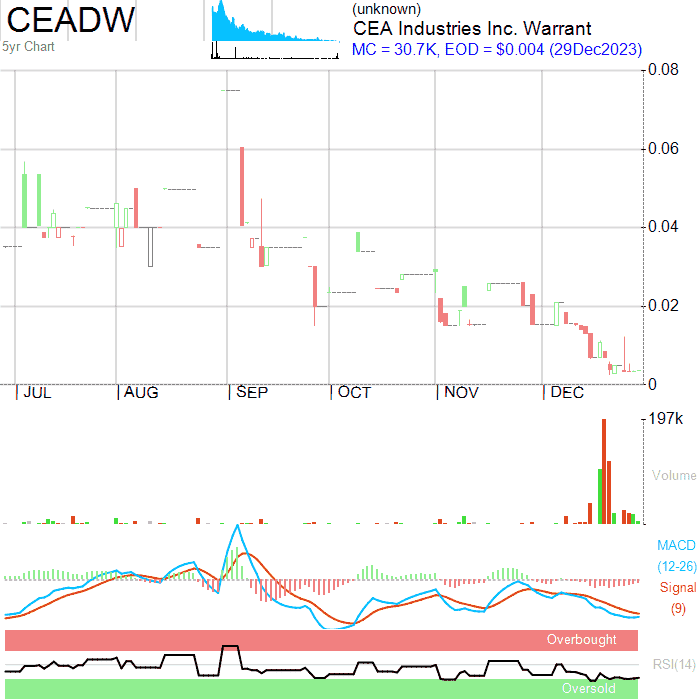 CEADW
5yr Chart
(unknown)
CEA Industries Inc. Warrant
MC = 30.7K, EOD = $0.004 (29Dec2023)
0.08
0.06
0.04
0.02
0
JUL AUG SEP OCT NOV DEC
197k
Volume
MACD
(12-26)
Signal
(9)
Overbought
RSI(14)
Oversold